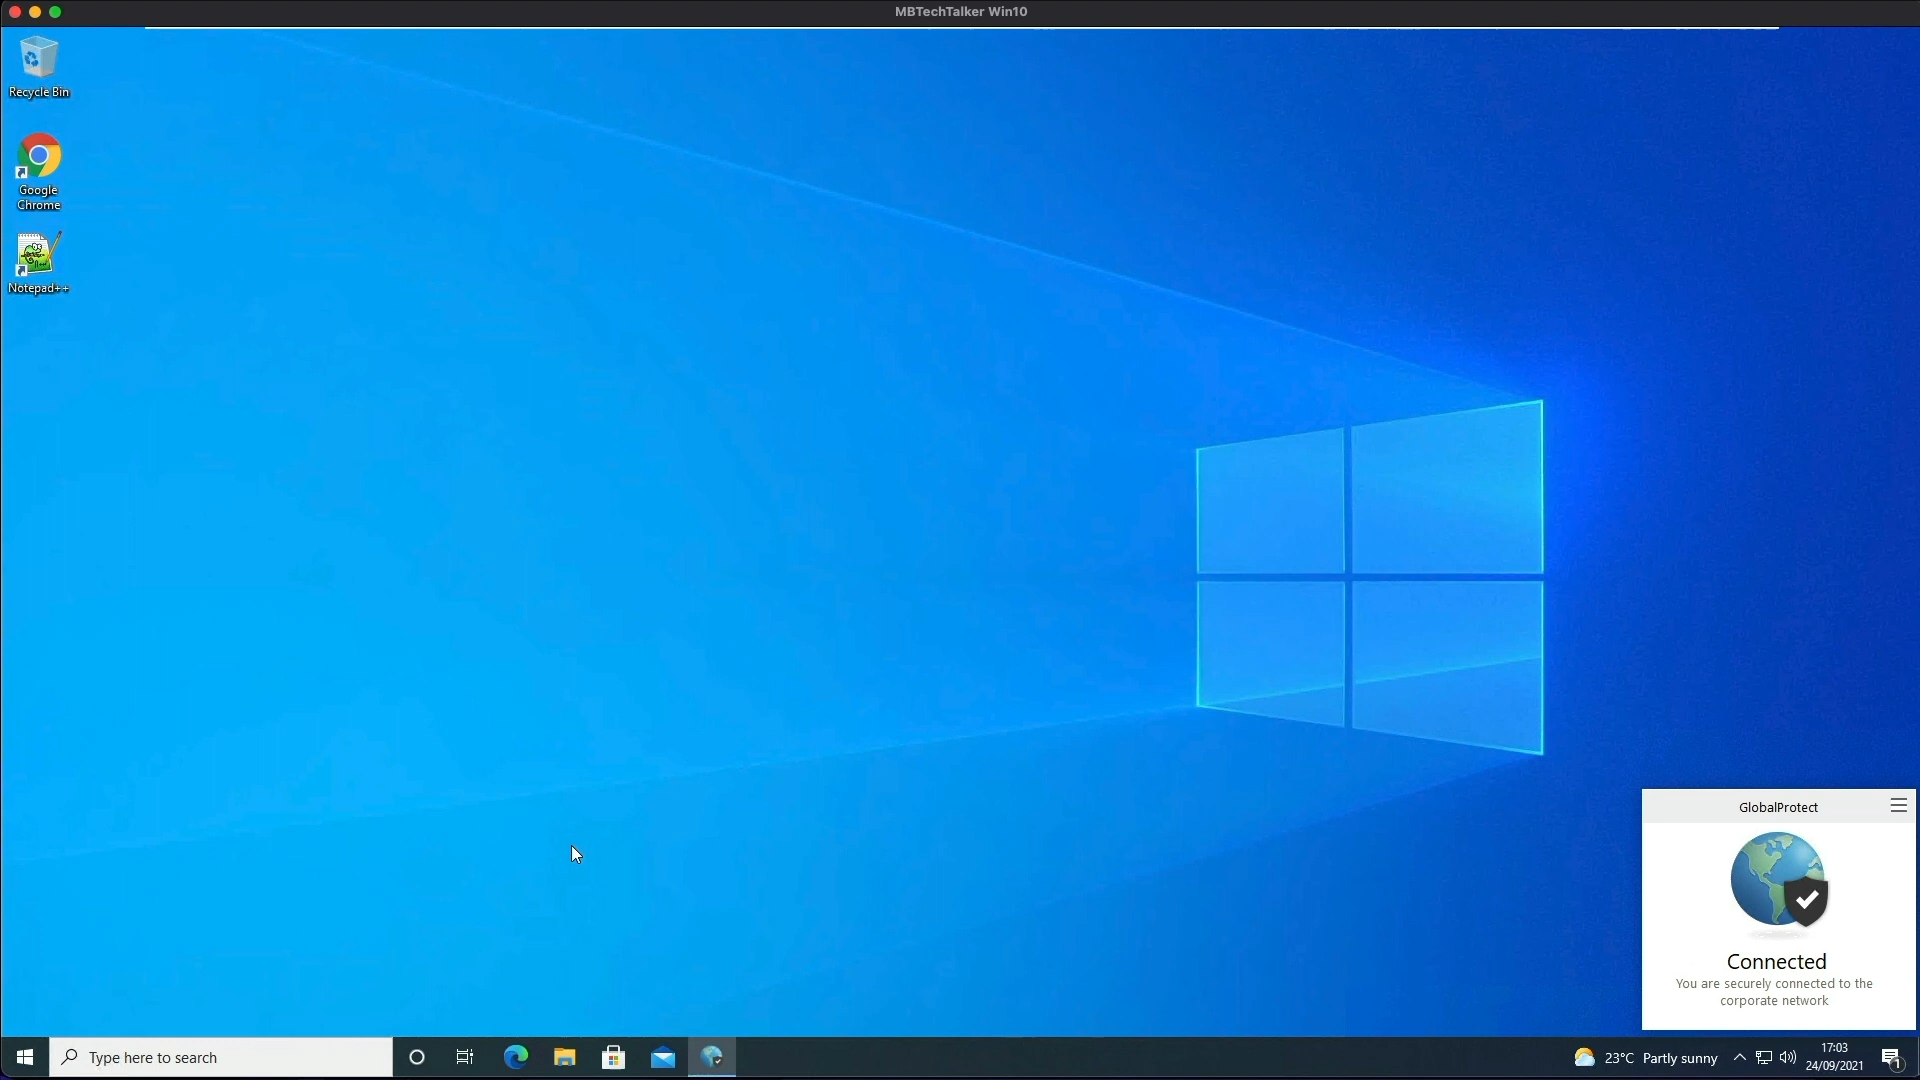 MBTechTalker Win10
Recycle Bin
Google
Chrome
Notepad++
GlobalProtect
Connected
You are securely connected to the
corporate network
Type here to search
23°C Partly sunny
17:03
24/09/2021
1